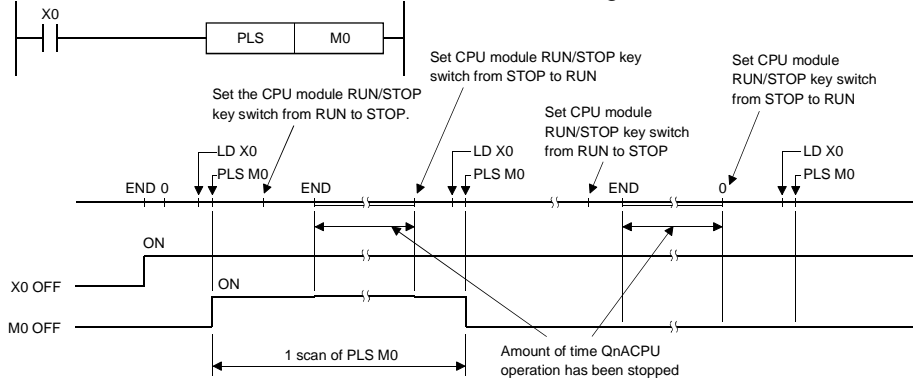 X0
PLS M0
Set CPU module RUN/STOP key
switch from STOP to RUN
Set CPU module
RUN/STOP key switch
from STOP to RUN
Set the CPU module RUN/STOP
key switch from RUN to STOP.
Set CPU module
RUN/STOP key switch
from RUN to STOP
LD X0
PLS M0
LD X0
PLS M0
LD X0
PLS M0
END 0
END
END
0
ON
X0 OFF
ON
M0 OFF
1 scan of PLS M0
Amount of time QnACPU
operation has been stopped